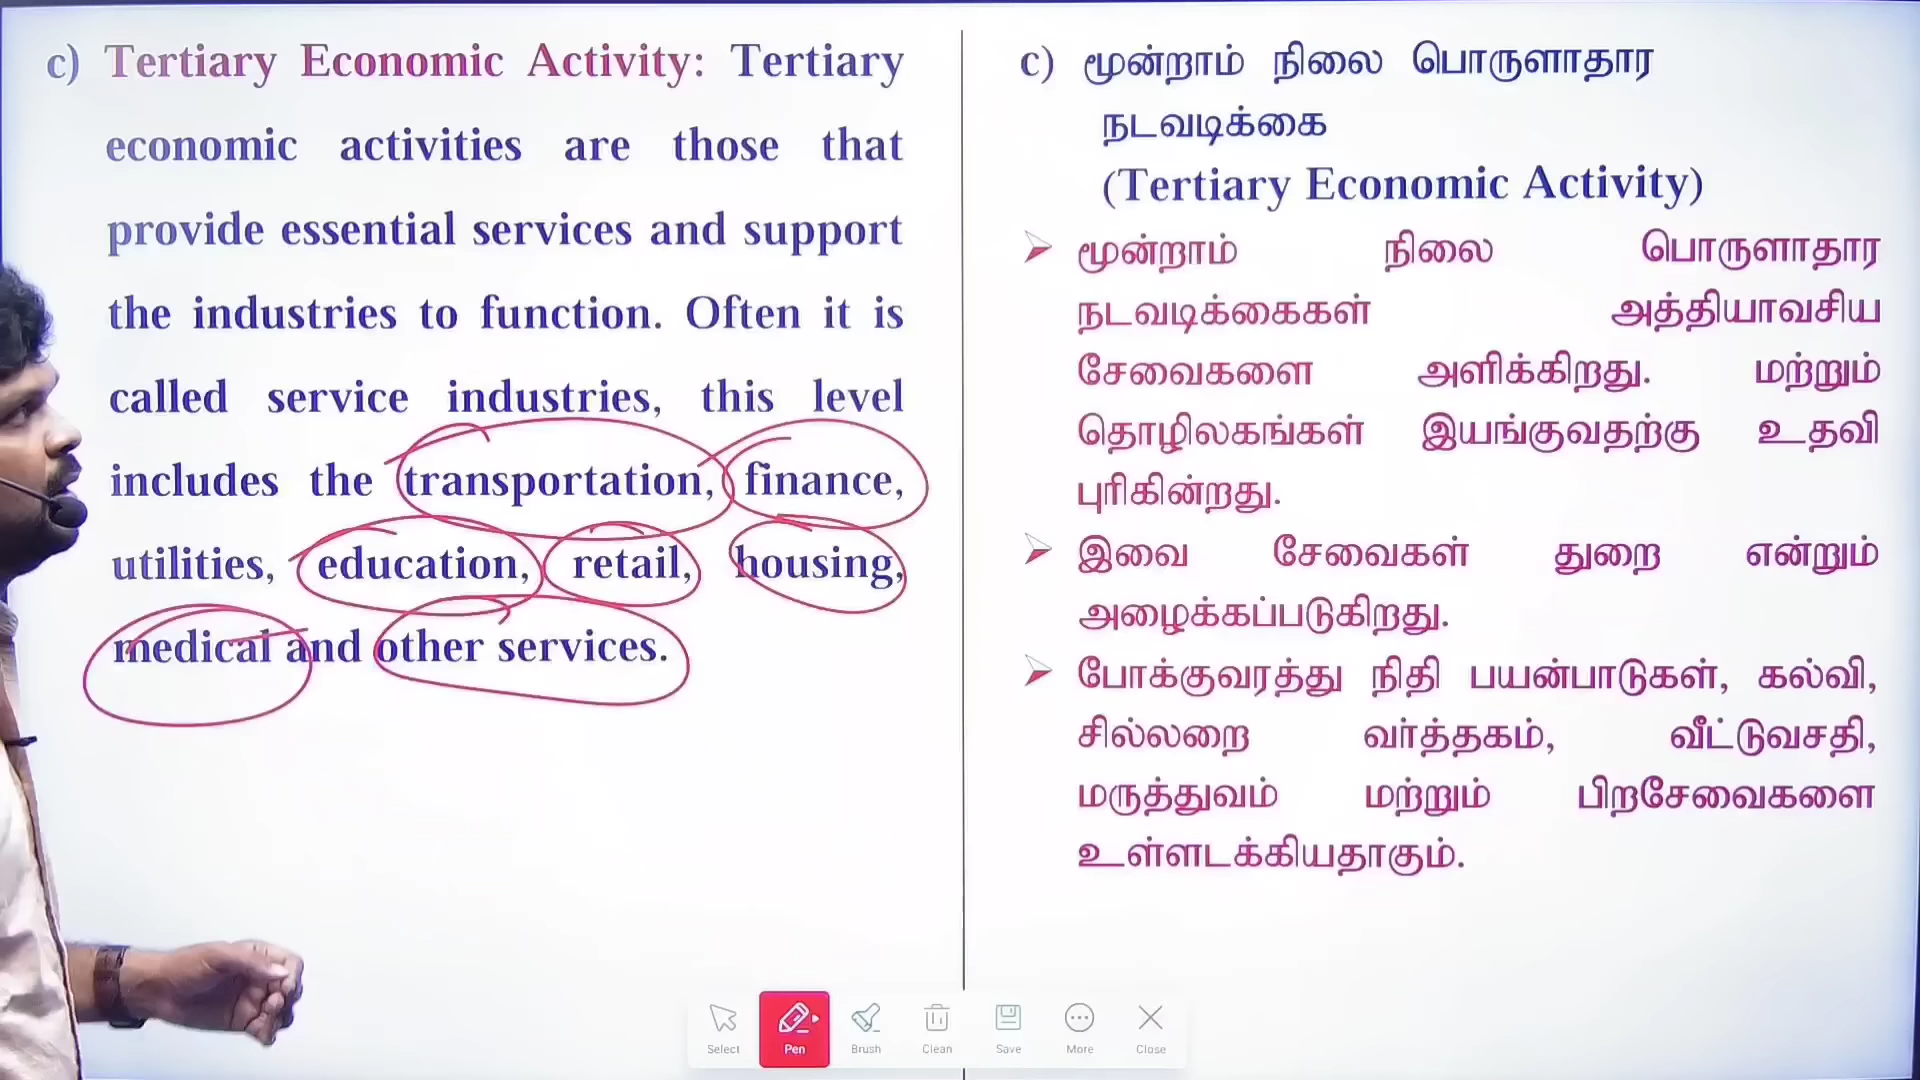 c) Tertiary Economic Activity: Tertiary
economic activities are those that
provide essential services and support
the industries to function. Often it is
called service industries, this level
includes the transportation, finance,
utilities, education, retail, housing,
medical and other services.
c) மூன்றாம் நிலை பொருளாதார
நடவடிக்கை
(Tertiary Economic Activity)
➢ மூன்றாம் நிலை பொருளாதார
நடவடிக்கைகள் அத்தியாவசிய
சேவைகளை அளிக்கிறது. மற்றும்
தொழிலகங்கள் இயங்குவதற்கு உதவி
புரிகின்றது.
➢ இவை சேவைகள் துறை என்றும்
அழைக்கப்படுகிறது.
➢ போக்குவரத்து நிதி பயன்பாடுகள், கல்வி,
சில்லறை வர்த்தகம், வீட்டுவசதி,
மருத்துவம் மற்றும் பிறசேவைகளை
உள்ளடக்கியதாகும்.
Select Pen Brush Clean Save More Close